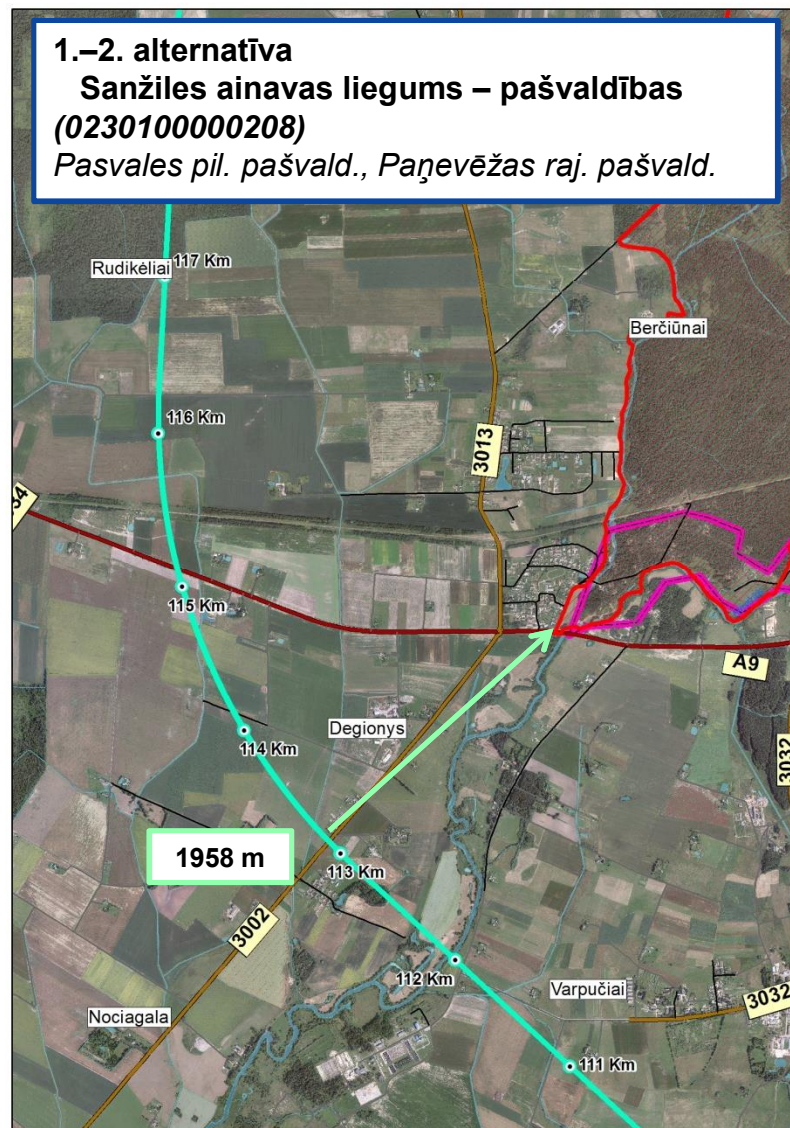 1.–2. alternatīva
Sanžiles ainavas liegums – pašvaldības
(0230100000208)
Pasvales pil. pašvald., Paņevēžas raj. pašvald.
Rudikėliai
117 Km
Berčiūnai
116 Km
3013
115 Km
A9
Degionys
114 Km
3032
1958 m
113 Km
3002
112 Km
Varpučiai
3032
Nociagala
111 Km